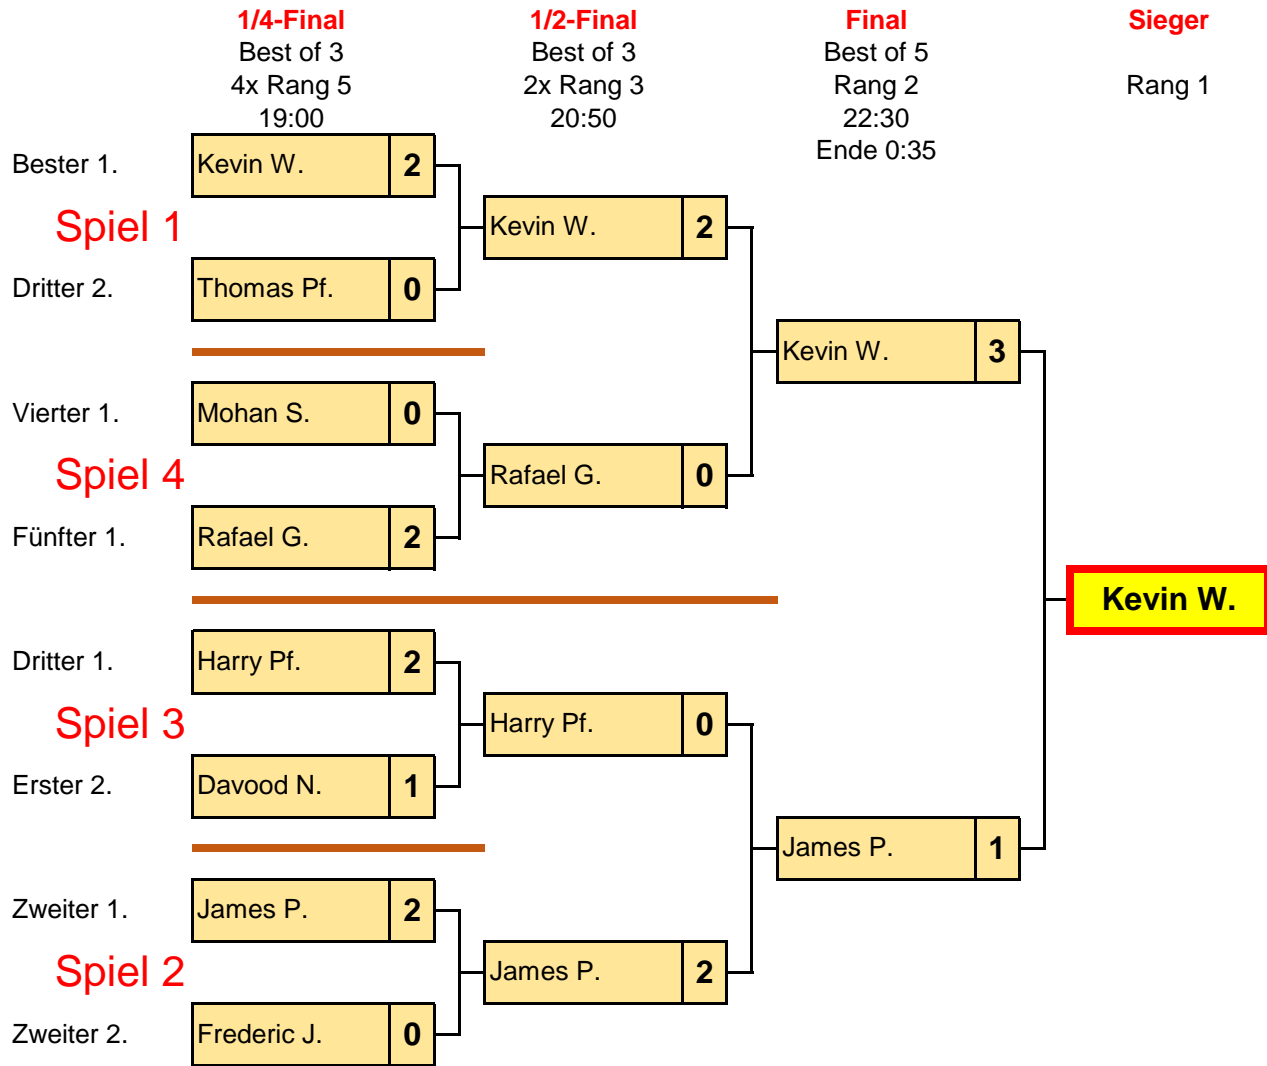 1/4-Final 1/2-Final Final Sieger
Best of 3 Best of 3 Best of 5
4x Rang 5 2x Rang 3 Rang 2 Rang 1
19:00 20:50 22:30
Ende 0:35
Bester 1. Kevin W. 2
Spiel 1 Kevin W. 2
Dritter 2. Thomas Pf. 0
Kevin W. 3
Vierter 1. Mohan S. 0
Spiel 4 Rafael G. 0
Fünfter 1. Rafael G. 2
Kevin W.
Dritter 1. Harry Pf. 2
Spiel 3 Harry Pf. 0
Erster 2. Davood N. 1
James P. 1
Zweiter 1. James P. 2
Spiel 2 James P. 2
Zweiter 2. Frederic J. 0